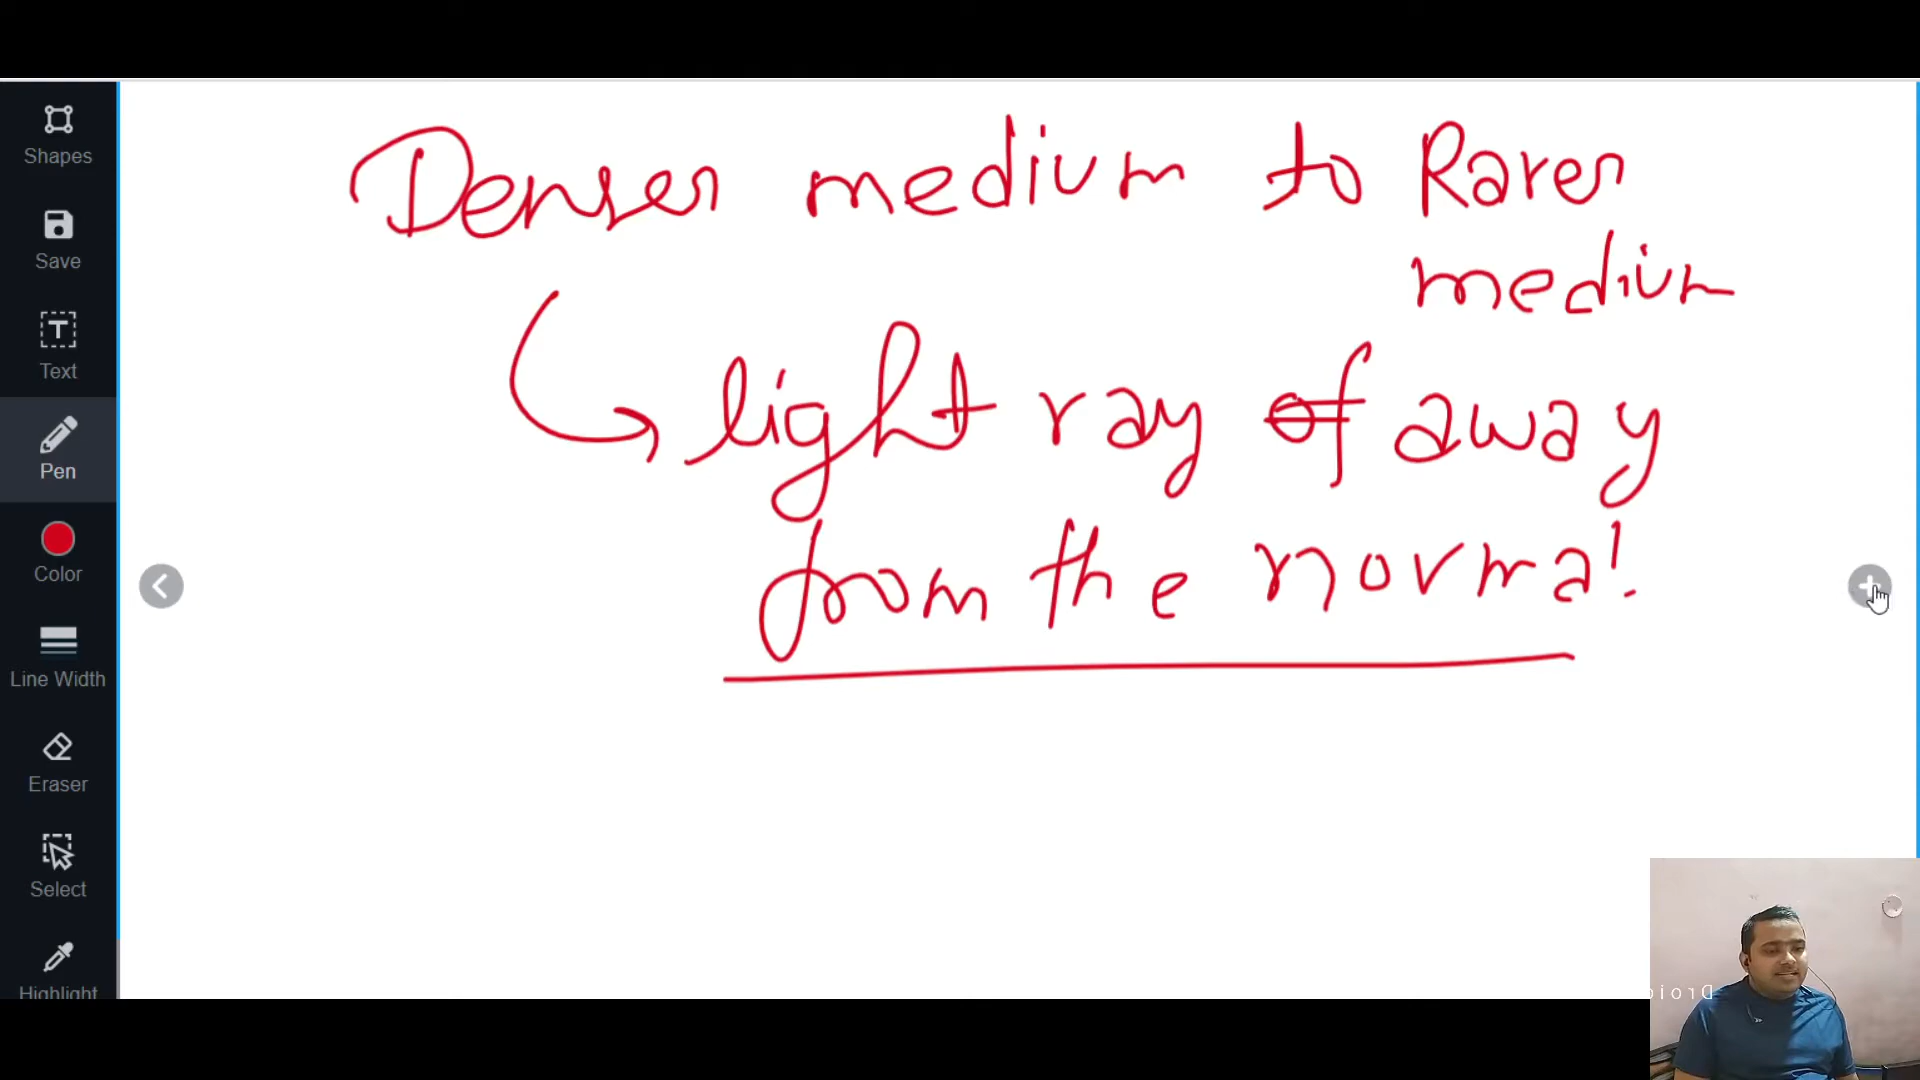 Denser medium to Rarer
medium
light ray of away
from the normal.
Shapes
Save
Text
Pen
Color
Line Width
Eraser
Select
Highlight